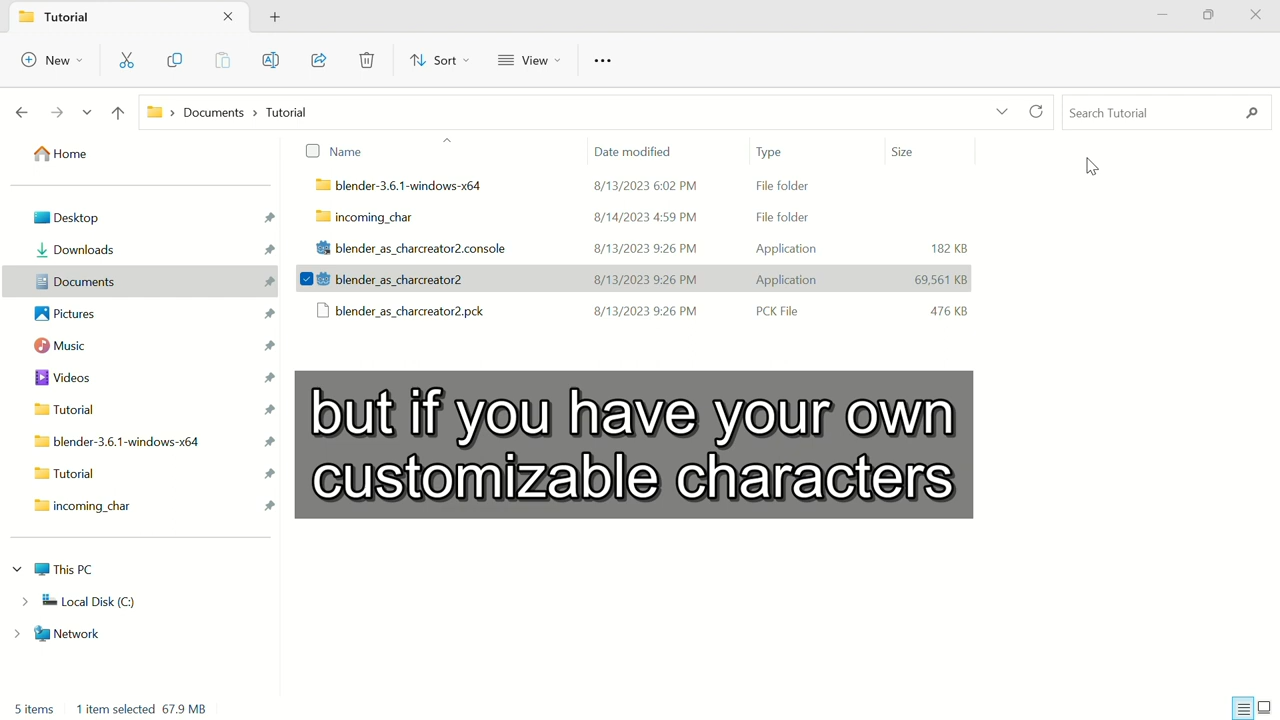 Tutorial
New
Sort
View
Documents
Tutorial
Search Tutorial
Home
Desktop
Downloads
Documents
Pictures
Music
Videos
Tutorial
blender-3.6.1-windows-x64
Tutorial
incoming_char
This PC
Local Disk (C:)
Network
Name Date modified Type Size
blender-3.6.1-windows-x64 8/13/2023 6:02 PM File folder
incoming_char 8/14/2023 4:59 PM File folder
blender_as_charcreator2.console 8/13/2023 9:26 PM Application 182 KB
blender_as_charcreator2 8/13/2023 9:26 PM Application 69,561 KB
blender_as_charcreator2.pck 8/13/2023 9:26 PM PCK File 476 KB
but if you have your own
customizable characters
5 items 1 item selected 67.9 MB